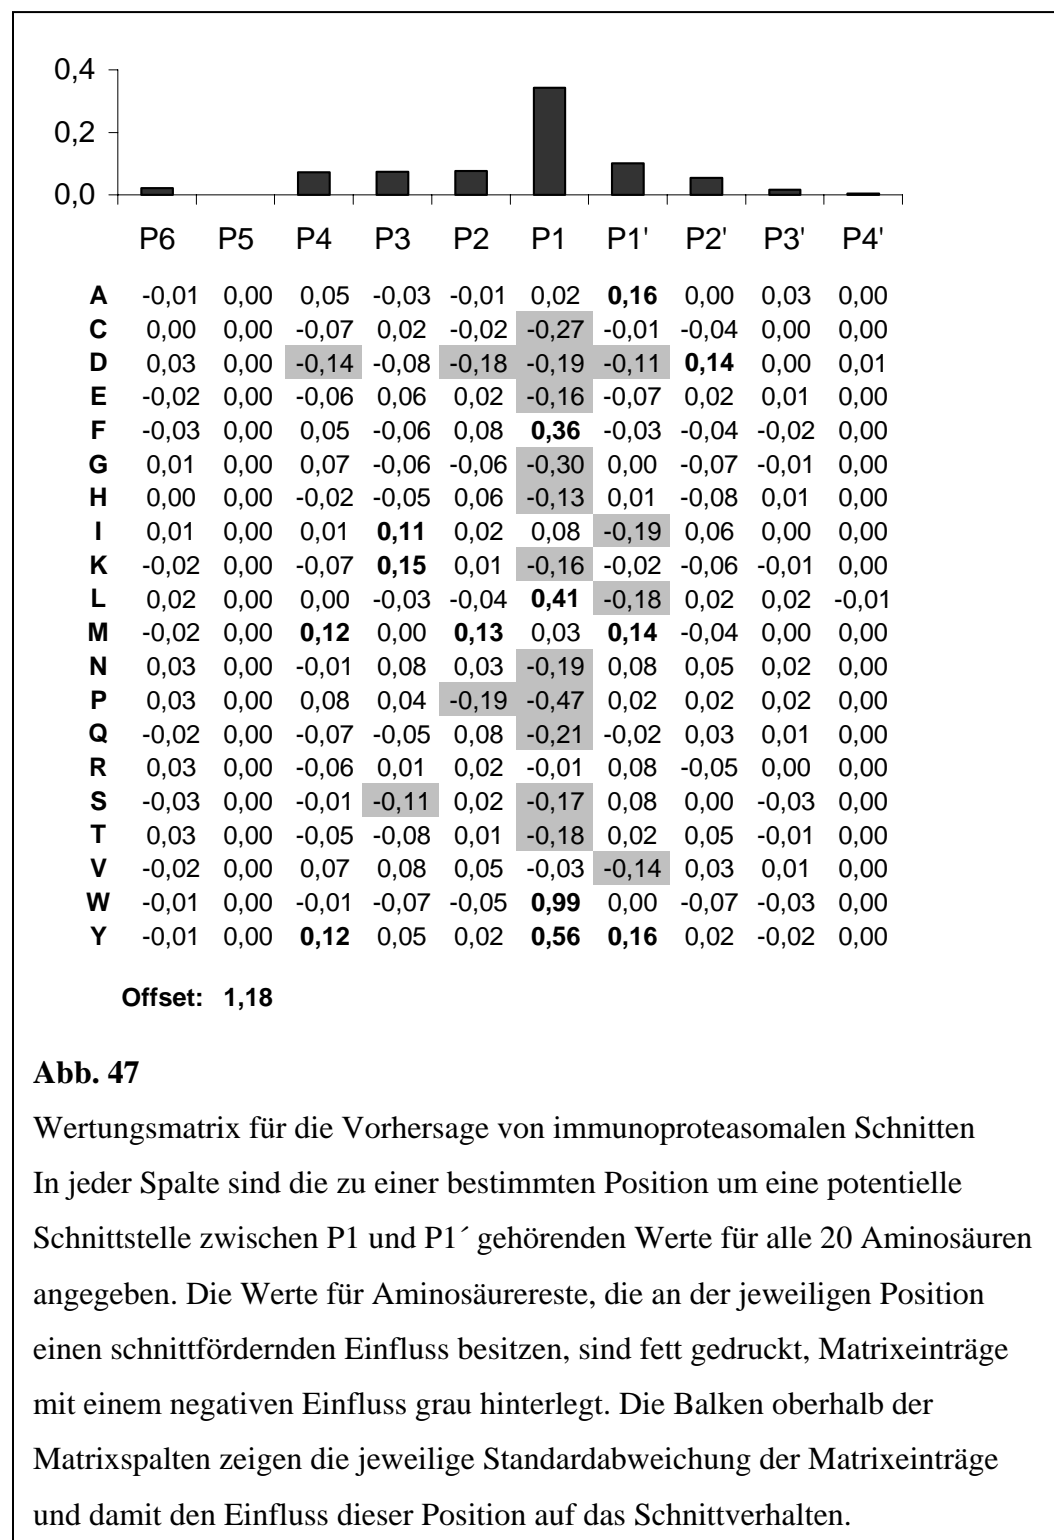 0,4
0,2
0,0
P6 P5 P4 P3 P2 P1 P1' P2' P3' P4'
A -0,01 0,00 0,05 -0,03 -0,01 0,02 0,16 0,00 0,03 0,00
C 0,00 0,00 -0,07 0,02 -0,02 -0,27 -0,01 -0,04 0,00 0,00
D 0,03 0,00 -0,14 -0,08 -0,18 -0,19 -0,11 0,14 0,00 0,01
E -0,02 0,00 -0,06 0,06 0,02 -0,16 -0,07 0,02 0,01 0,00
F -0,03 0,00 0,05 -0,06 0,08 0,36 -0,03 -0,04 -0,02 0,00
G 0,01 0,00 0,07 -0,06 -0,06 -0,30 0,00 -0,07 -0,01 0,00
H 0,00 0,00 -0,02 -0,05 0,06 -0,13 0,01 -0,08 0,01 0,00
I 0,01 0,00 0,01 0,11 0,02 0,08 -0,19 0,06 0,00 0,00
K -0,02 0,00 -0,07 0,15 0,01 -0,16 -0,02 -0,06 -0,01 0,00
L 0,02 0,00 0,00 -0,03 -0,04 0,41 -0,18 0,02 0,02 -0,01
M -0,02 0,00 0,12 0,00 0,13 0,03 0,14 -0,04 0,00 0,00
N 0,03 0,00 -0,01 0,08 0,03 -0,19 0,08 0,05 0,02 0,00
P 0,03 0,00 0,08 0,04 -0,19 -0,47 0,02 0,02 0,02 0,00
Q -0,02 0,00 -0,07 -0,05 0,08 -0,21 -0,02 0,03 0,01 0,00
R 0,03 0,00 -0,06 0,01 0,02 -0,01 0,08 -0,05 0,00 0,00
S -0,03 0,00 -0,01 -0,11 0,02 -0,17 0,08 0,00 -0,03 0,00
T 0,03 0,00 -0,05 -0,08 0,01 -0,18 0,02 0,05 -0,01 0,00
V -0,02 0,00 0,07 0,08 0,05 -0,03 -0,14 0,03 0,01 0,00
W -0,01 0,00 -0,01 -0,07 -0,05 0,99 0,00 -0,07 -0,03 0,00
Y -0,01 0,00 0,12 0,05 0,02 0,56 0,16 0,02 -0,02 0,00
Offset: 1,18
Abb. 47
Wertungsmatrix für die Vorhersage von immunoproteasomalen Schnitten
In jeder Spalte sind die zu einer bestimmten Position um eine potentielle
Schnittstelle zwischen P1 und P1´ gehörenden Werte für alle 20 Aminosäuren
angegeben. Die Werte für Aminosäurereste, die an der jeweiligen Position
einen schnittfördernden Einfluss besitzen, sind fett gedruckt, Matrixeinträge
mit einem negativen Einfluss grau hinterlegt. Die Balken oberhalb der
Matrixspalten zeigen die jeweilige Standardabweichung der Matrixeinträge
und damit den Einfluss dieser Position auf das Schnittverhalten.